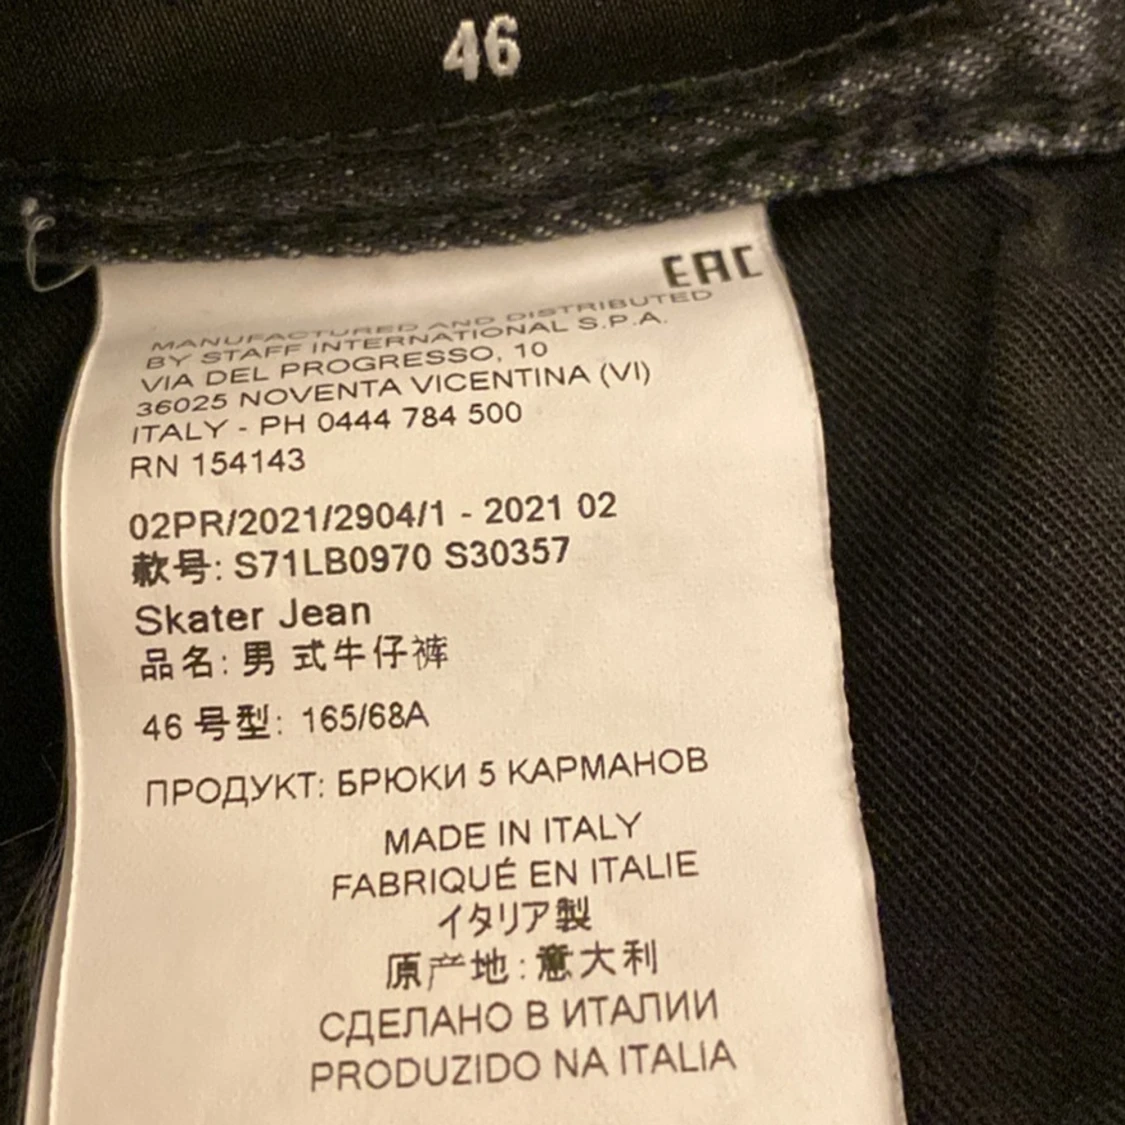 46
EAC
MANUFACTURED AND DISTRIBUTED
BY STAFF INTERNATIONAL S.P.A.
VIA DEL PROGRESSO, 10
36025 NOVENTA VICENTINA (VI)
ITALY - PH 0444 784 500
RN 154143
02PR/2021/2904/1 - 2021 02
款号: S71LB0970 S30357
Skater Jean
品名: 男 式牛仔裤
46 号型: 165/68A
ПРОДУКТ: БРЮКИ 5 КАРМАНОВ
MADE IN ITALY
FABRIQUÉ EN ITALIE
イタリア製
原产地: 意大利
СДЕЛАНО В ИТАЛИИ
PRODUZIDO NA ITALIA